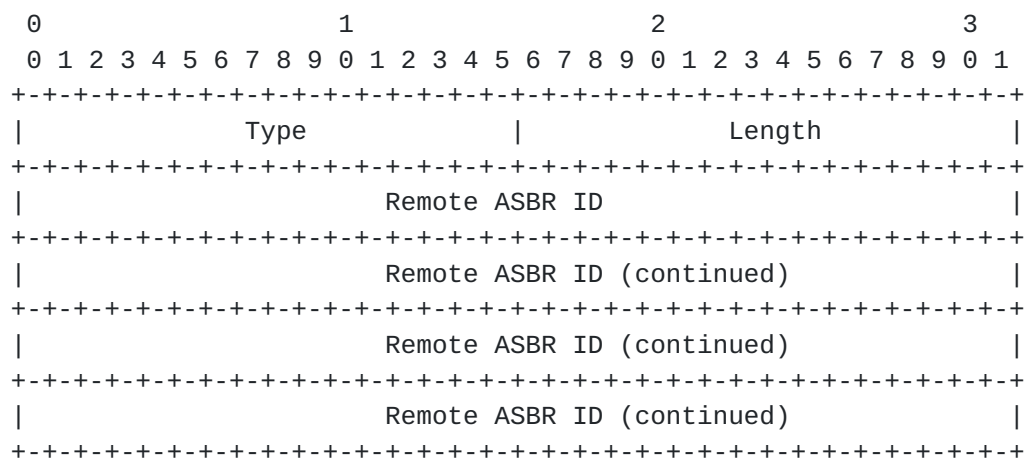 0                   1                   2                   3
 0 1 2 3 4 5 6 7 8 9 0 1 2 3 4 5 6 7 8 9 0 1 2 3 4 5 6 7 8 9 0 1
+-+-+-+-+-+-+-+-+-+-+-+-+-+-+-+-+-+-+-+-+-+-+-+-+-+-+-+-+-+-+-+-+
|              Type             |             Length            |
+-+-+-+-+-+-+-+-+-+-+-+-+-+-+-+-+-+-+-+-+-+-+-+-+-+-+-+-+-+-+-+-+
|                       Remote ASBR ID                          |
+-+-+-+-+-+-+-+-+-+-+-+-+-+-+-+-+-+-+-+-+-+-+-+-+-+-+-+-+-+-+-+-+
|                       Remote ASBR ID (continued)              |
+-+-+-+-+-+-+-+-+-+-+-+-+-+-+-+-+-+-+-+-+-+-+-+-+-+-+-+-+-+-+-+-+
|                       Remote ASBR ID (continued)              |
+-+-+-+-+-+-+-+-+-+-+-+-+-+-+-+-+-+-+-+-+-+-+-+-+-+-+-+-+-+-+-+-+
|                       Remote ASBR ID (continued)              |
+-+-+-+-+-+-+-+-+-+-+-+-+-+-+-+-+-+-+-+-+-+-+-+-+-+-+-+-+-+-+-+-+